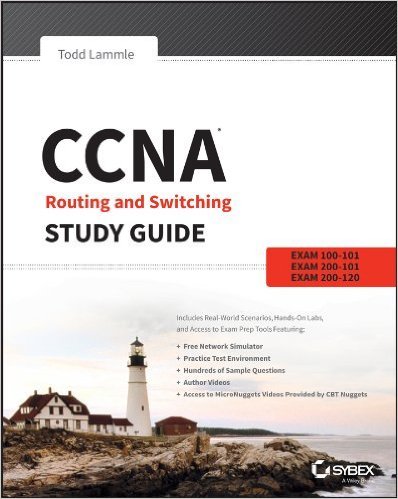 Todd Lammle
CCNA®
Routing and Switching
STUDY GUIDE
EXAM 100-101
EXAM 200-101
EXAM 200-120
Includes Real-World Scenarios, Hands-On Labs,
and Access to Exam Prep Tools Featuring:
+ Free Network Simulator
+ Practice Test Environment
+ Hundreds of Sample Questions
+ Author Videos
+ Access to MicroNuggets Videos Provided by CBT Nuggets
SYBEX
A Wiley Brand